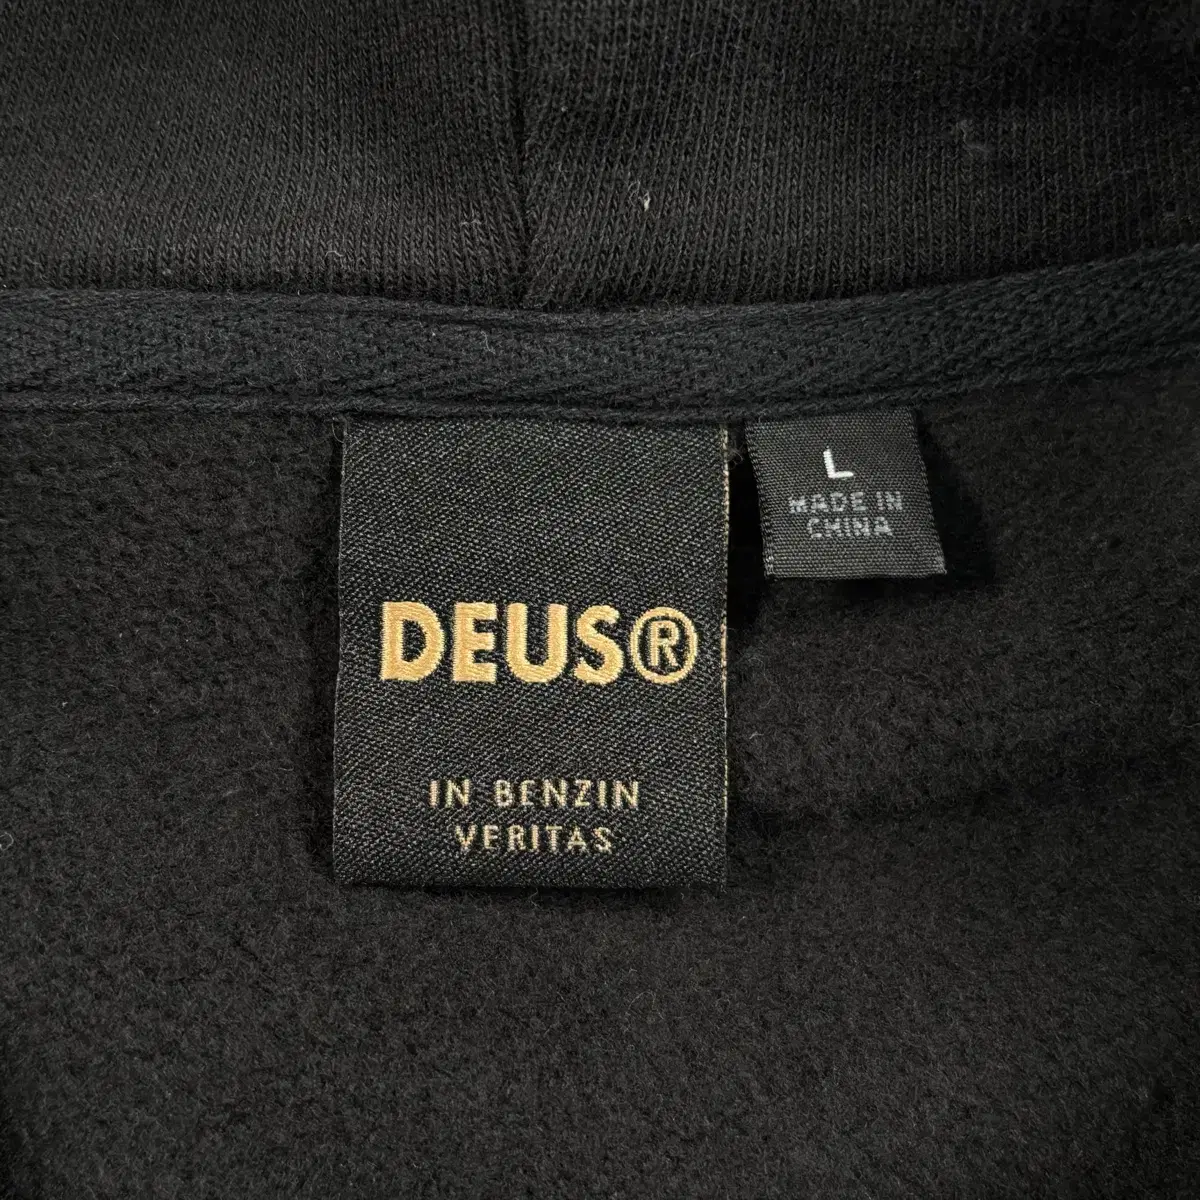 L
MADE IN
CHINA
DEUS®
IN BENZIN
VERITAS